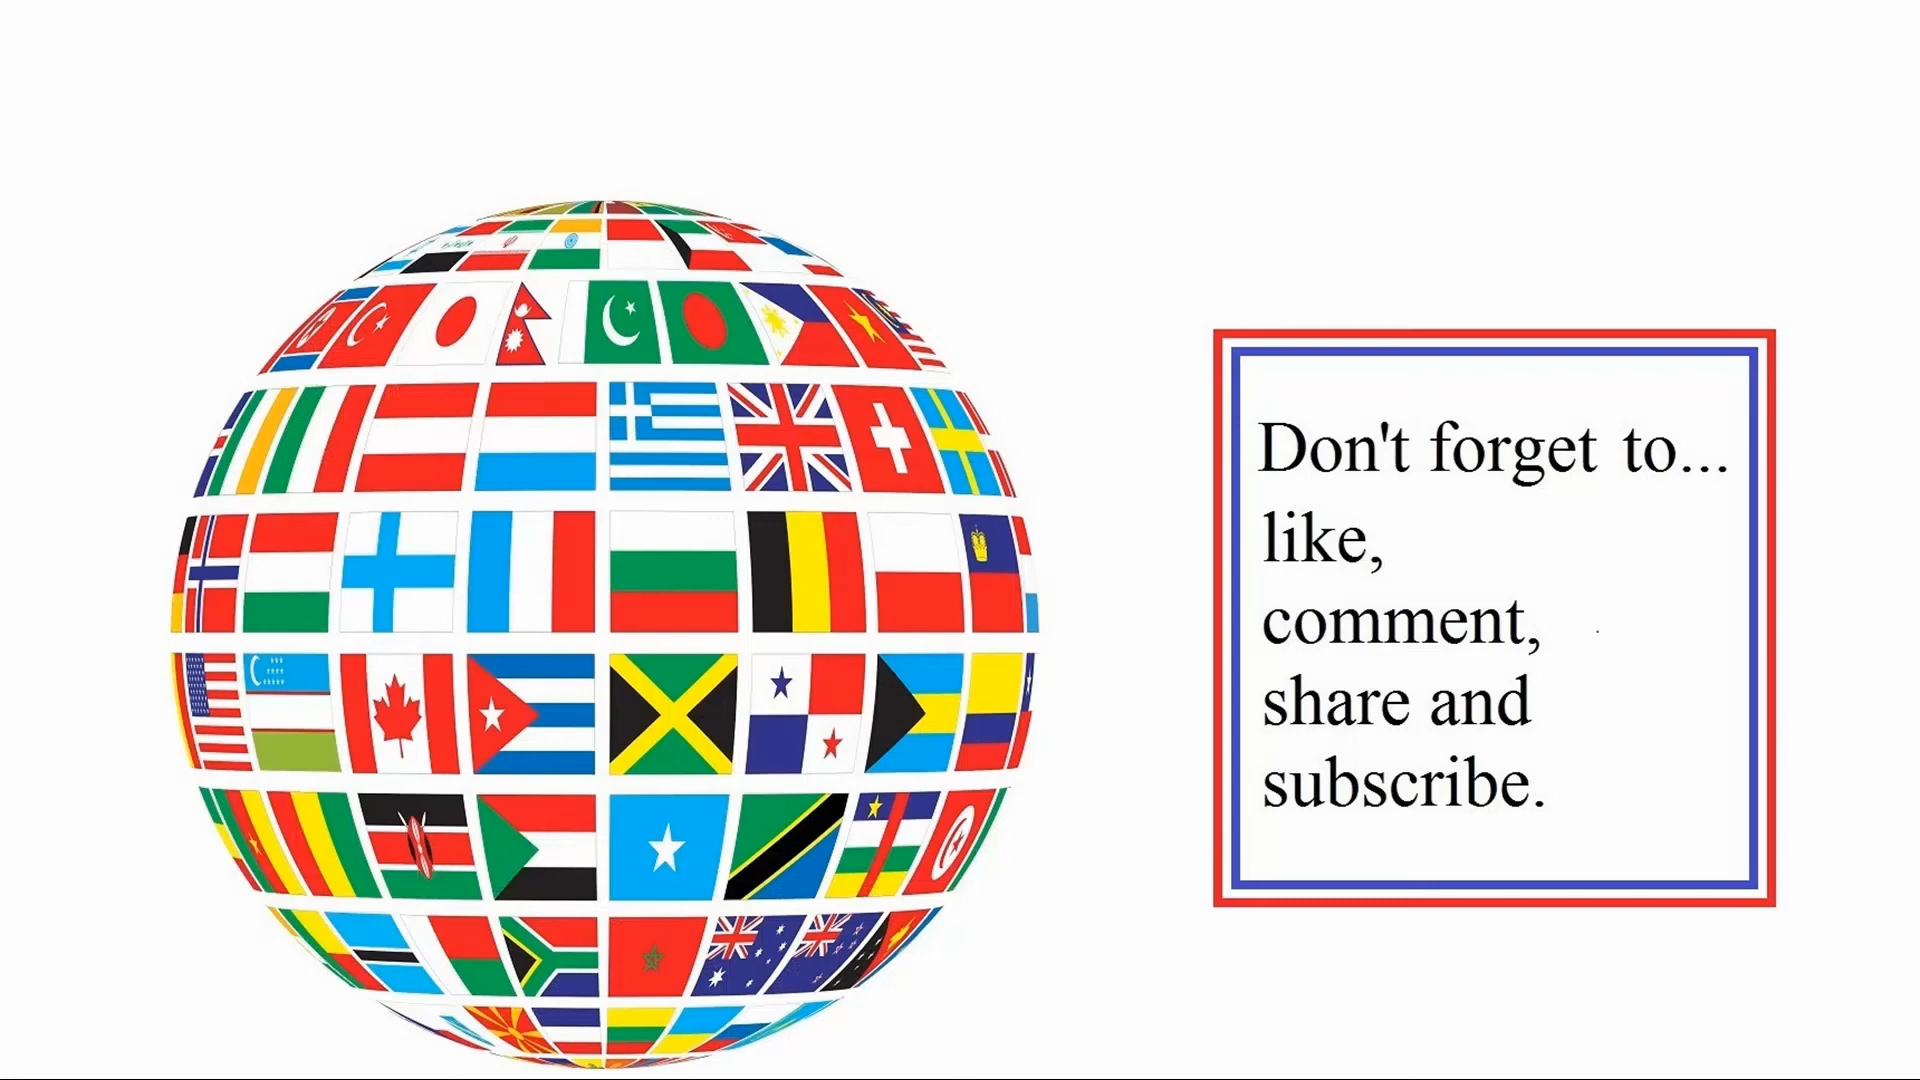 Don't forget to...
like,
comment,
share and
subscribe.